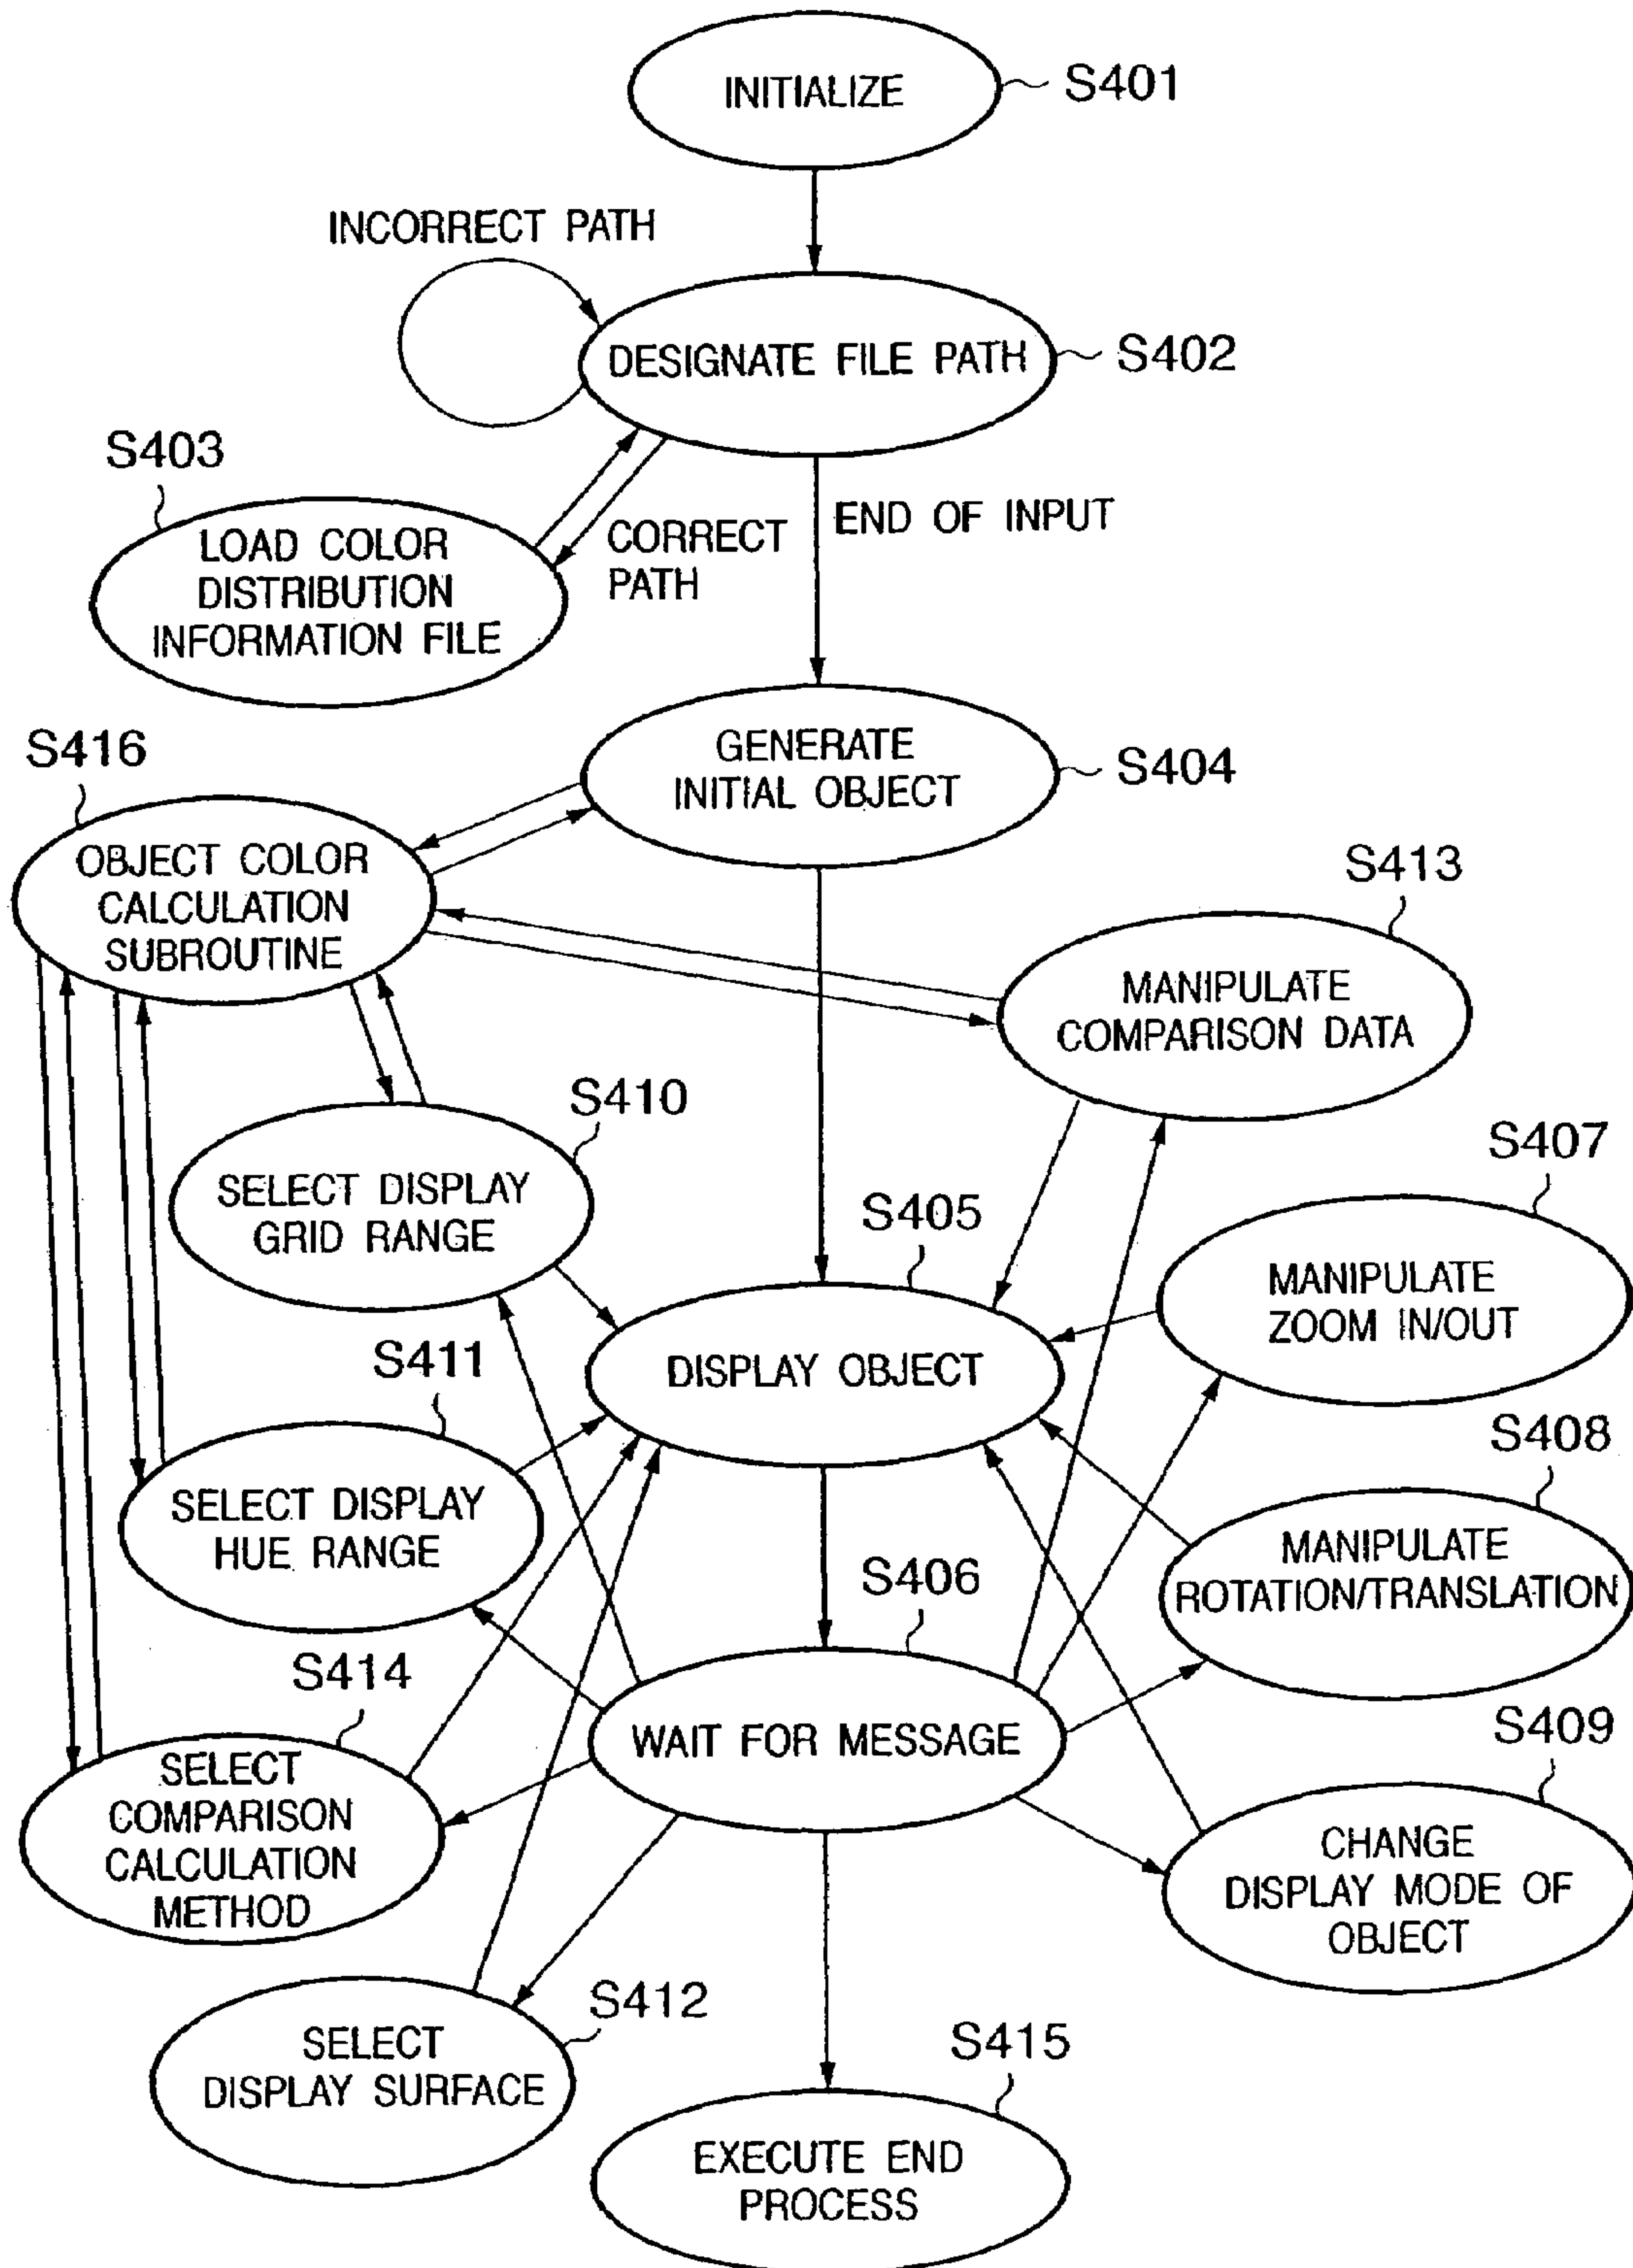 INITIALIZE
S401
INCORRECT PATH
DESIGNATE FILE PATH
S402
S403
LOAD COLOR
DISTRIBUTION
INFORMATION FILE
CORRECT
PATH
END OF INPUT
GENERATE
INITIAL OBJECT
S404
S416
OBJECT COLOR
CALCULATION
SUBROUTINE
S413
MANIPULATE
COMPARISON DATA
S410
SELECT DISPLAY
GRID RANGE
S405
DISPLAY OBJECT
S407
MANIPULATE
ZOOM IN/OUT
S411
SELECT DISPLAY
HUE RANGE
S408
MANIPULATE
ROTATION/TRANSLATION
S406
WAIT FOR MESSAGE
S414
SELECT
COMPARISON
CALCULATION
METHOD
S409
CHANGE
DISPLAY MODE OF
OBJECT
S412
SELECT
DISPLAY SURFACE
S415
EXECUTE END
PROCESS